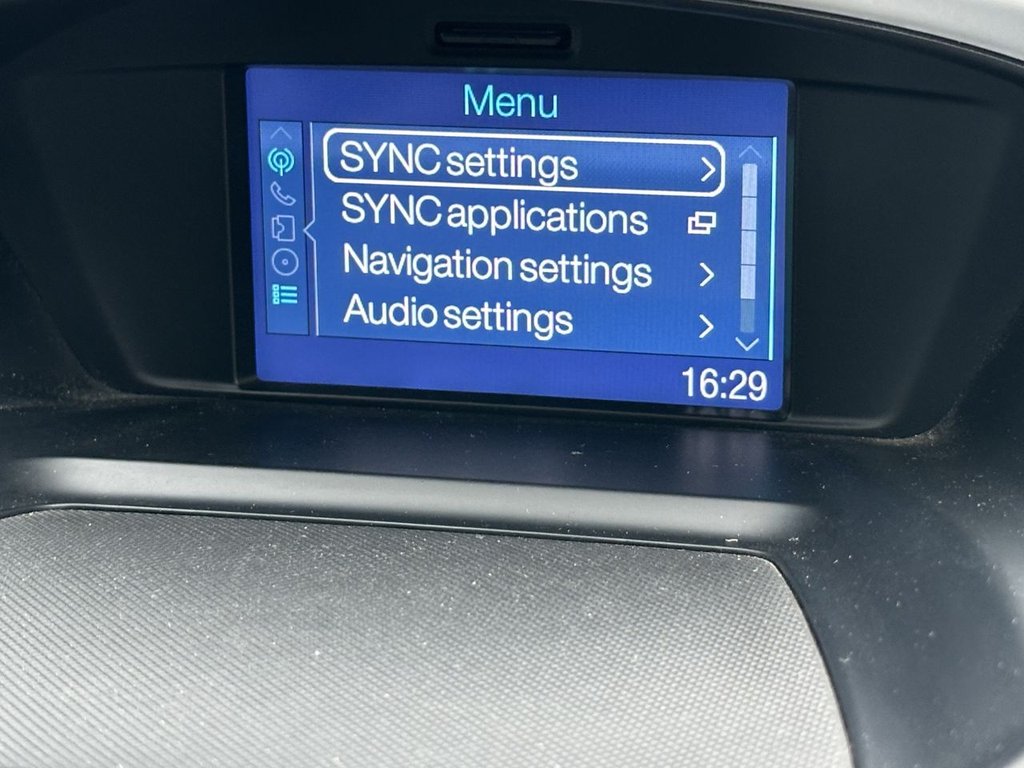 Menu
SYNC settings
SYNC applications
Navigation settings
Audio settings
16:29